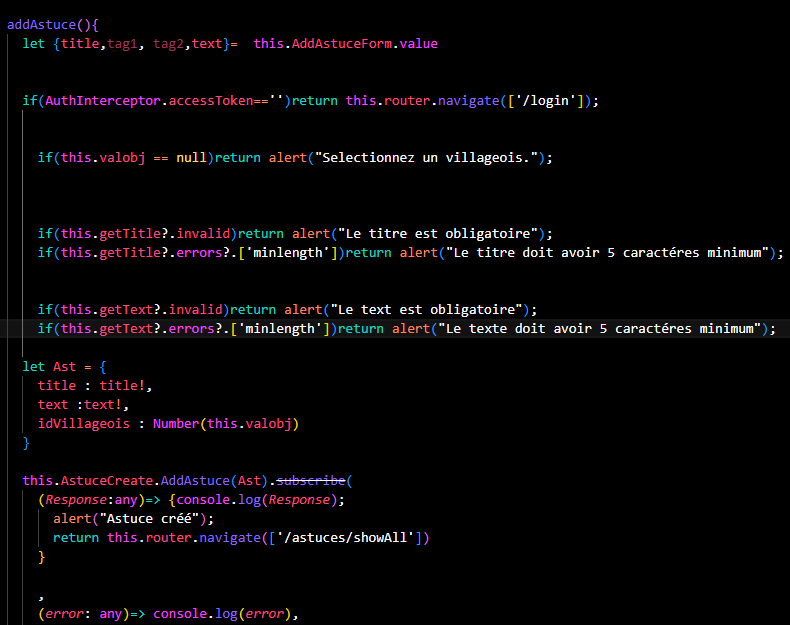 addAstuce(){
let {title,tag1, tag2,text}=  this.AddAstuceForm.value
if(AuthInterceptor.accessToken=='')return this.router.navigate(['/login']);
if(this.valobj == null)return alert("Selectionnez un villageois.");
if(this.getTitle?.invalid)return alert("Le titre est obligatoire");
if(this.getTitle?.errors?.['minlength'])return alert("Le titre doit avoir 5 caractéres minimum");
if(this.getText?.invalid)return alert("Le text est obligatoire");
if(this.getText?.errors?.['minlength'])return alert("Le texte doit avoir 5 caractéres minimum");
let Ast = {
title : title!,
text :text!,
idVillageois : Number(this.valobj)
}
this.AstuceCreate.AddAstuce(Ast).subscribe(
(Response:any)=> {console.log(Response);
alert("Astuce créé");
return this.router.navigate(['/astuces/showAll'])
}
,
(error: any)=> console.log(error),